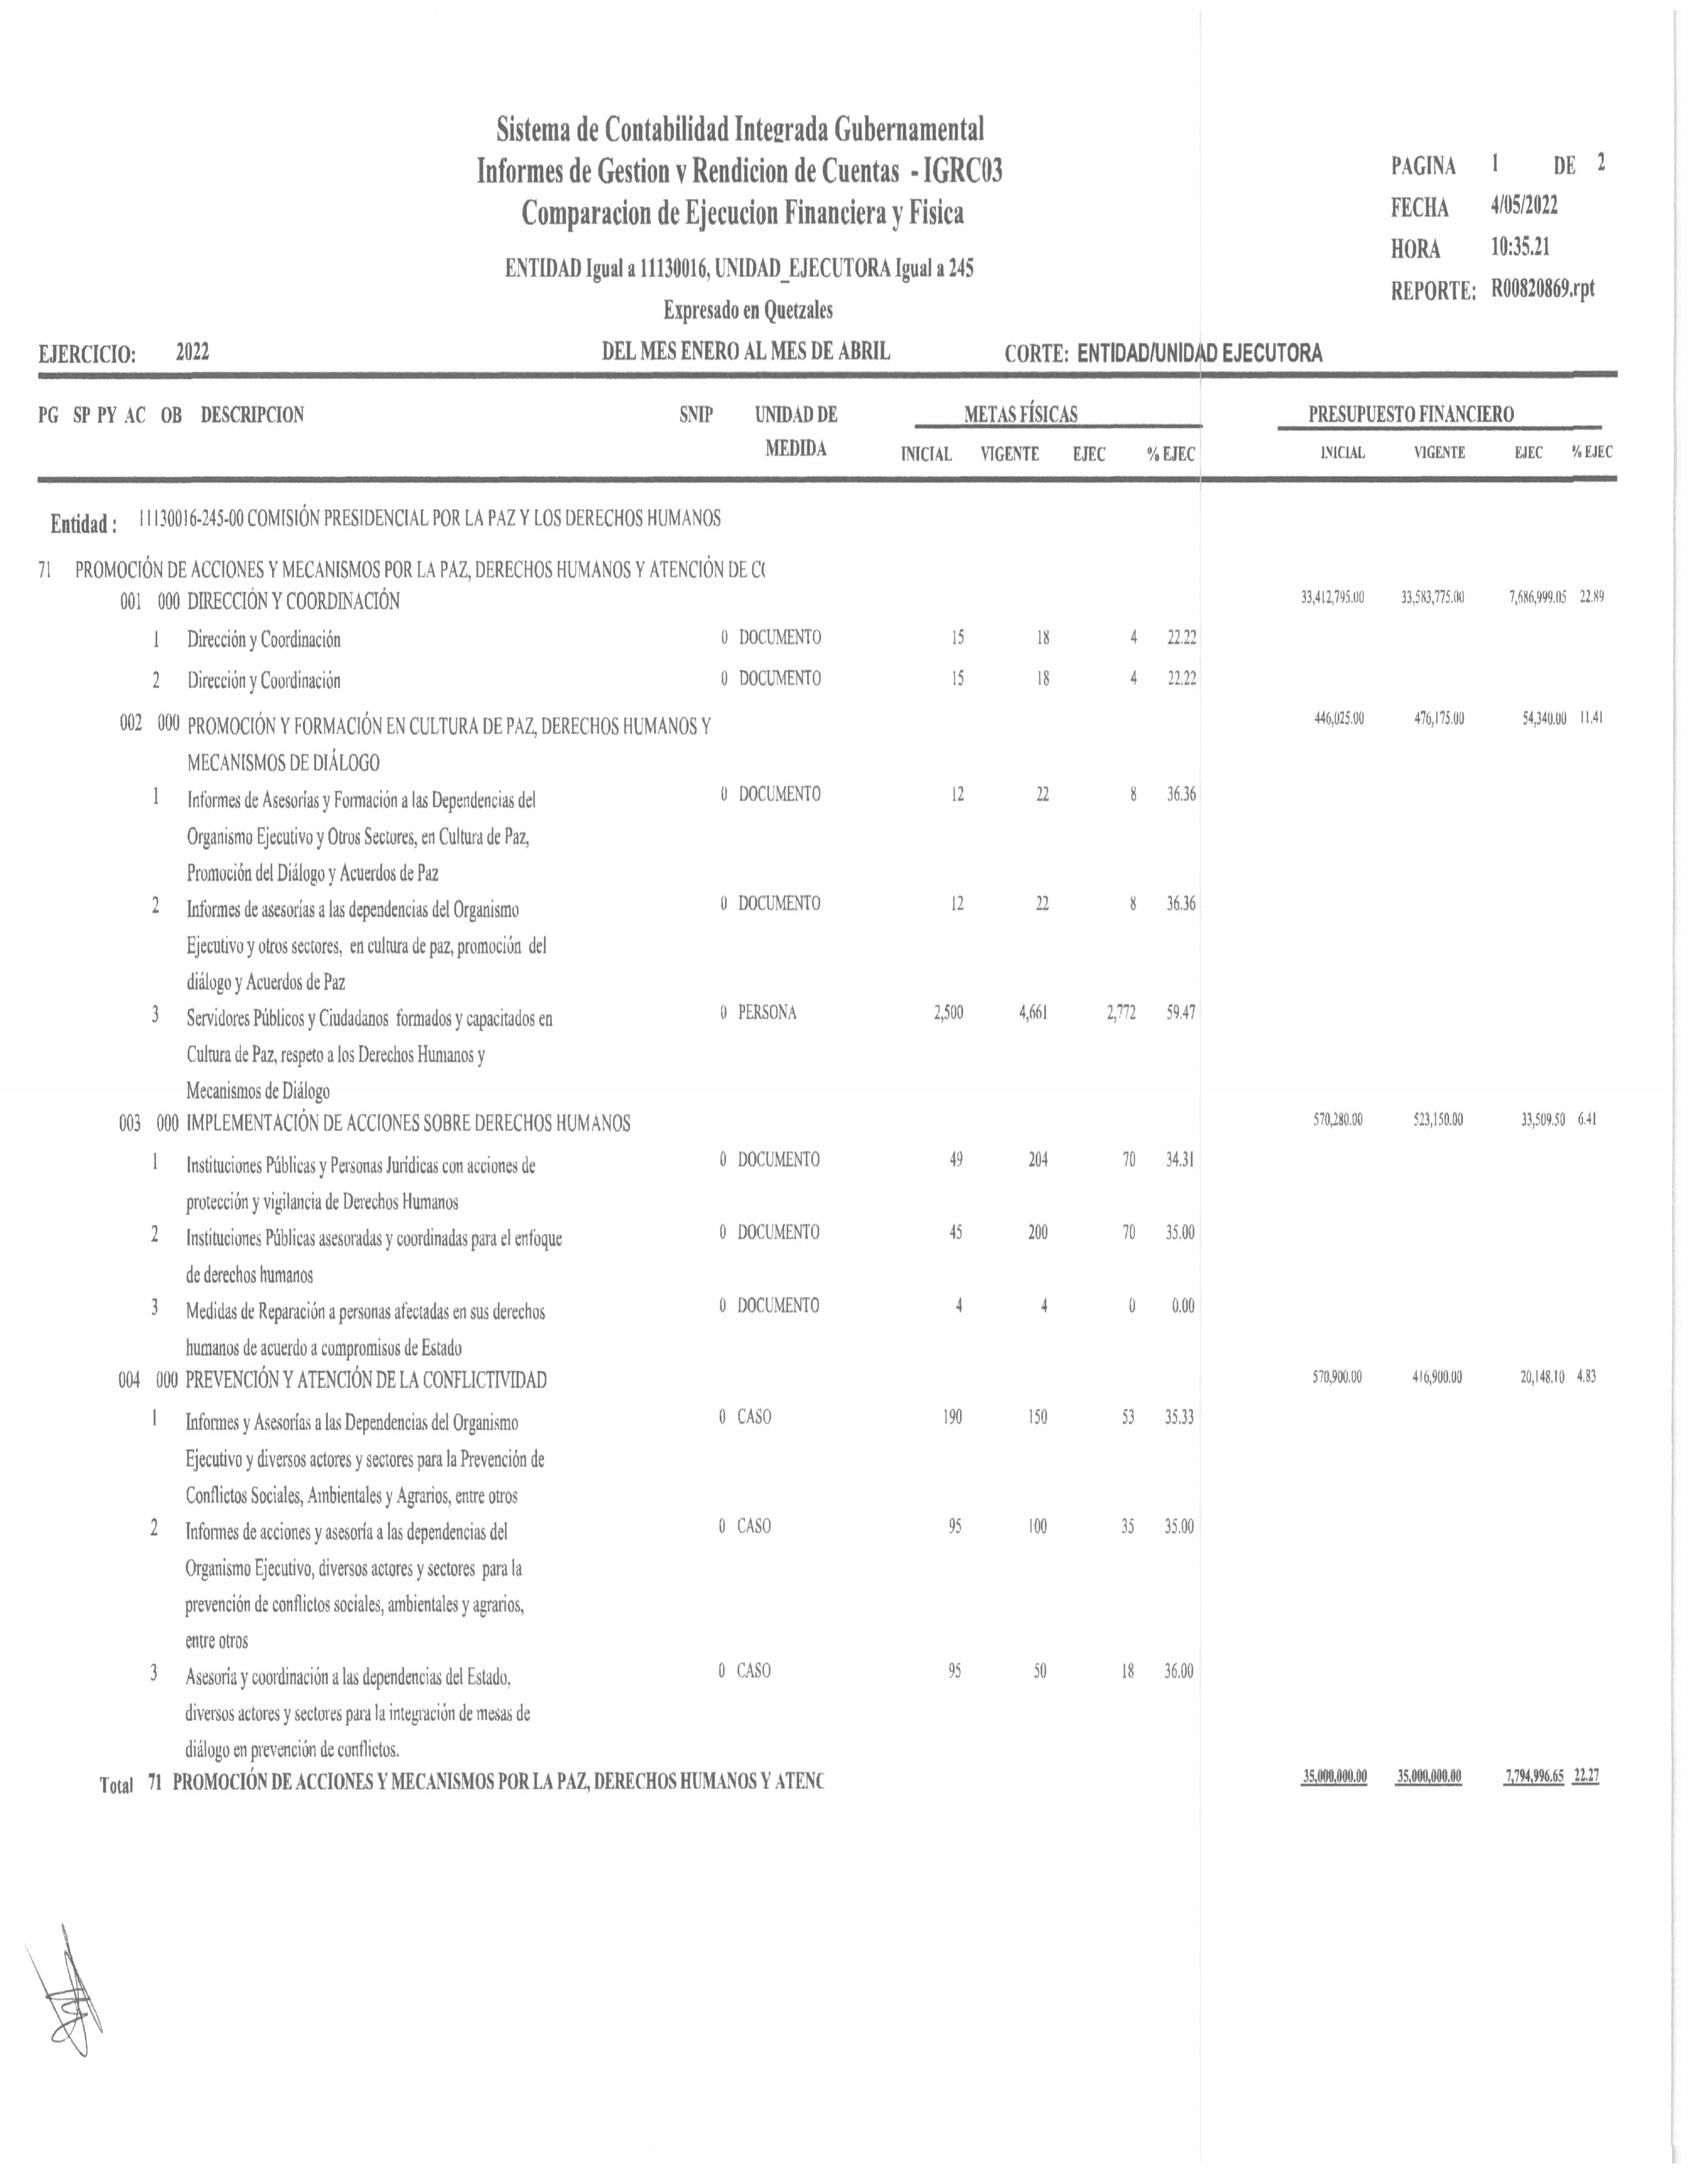 Sistema de Contabilidad Integrada Gubernamental
Informes de Gestion y Rendicion de Cuentas - IGRC03
Comparacion de Ejecucion Financiera y Fisica
ENTIDAD Igual a 11130016, UNIDAD_EJECUTORA Igual a 245
Expresado en Quetzales
DEL MES ENERO AL MES DE ABRIL
PAGINA 1 DE 2
FECHA 4/05/2022
HORA 10:35.21
REPORTE: R00820869.rpt
EJERCICIO: 2022
CORTE: ENTIDAD/UNIDAD EJECUTORA
PG SP PY AC OB DESCRIPCION SNIP UNIDAD DE METAS FÍSICAS PRESUPUESTO FINANCIERO
MEDIDA INICIAL VIGENTE EJEC % EJEC INICIAL VIGENTE EJEC % EJEC
Entidad : 11130016-245-00 COMISIÓN PRESIDENCIAL POR LA PAZ Y LOS DERECHOS HUMANOS
71 PROMOCIÓN DE ACCIONES Y MECANISMOS POR LA PAZ, DERECHOS HUMANOS Y ATENCIÓN DE C(
001 000 DIRECCIÓN Y COORDINACIÓN 33,412,795.00 33,583,775.00 7,686,999.05 22.89
1 Dirección y Coordinación 0 DOCUMENTO 15 18 4 22.22
2 Dirección y Coordinación 0 DOCUMENTO 15 18 4 22.22
002 000 PROMOCIÓN Y FORMACIÓN EN CULTURA DE PAZ, DERECHOS HUMANOS Y 446,025.00 476,175.00 54,340.00 11.41
MECANISMOS DE DIÁLOGO
1 Informes de Asesorías y Formación a las Dependencias del 0 DOCUMENTO 12 22 8 36.36
Organismo Ejecutivo y Otros Sectores, en Cultura de Paz,
Promoción del Diálogo y Acuerdos de Paz
2 Informes de asesorías a las dependencias del Organismo 0 DOCUMENTO 12 22 8 36.36
Ejecutivo y otros sectores, en cultura de paz, promoción del
diálogo y Acuerdos de Paz
3 Servidores Públicos y Ciudadanos formados y capacitados en 0 PERSONA 2,500 4,661 2,772 59.47
Cultura de Paz, respeto a los Derechos Humanos y
Mecanismos de Diálogo
003 000 IMPLEMENTACIÓN DE ACCIONES SOBRE DERECHOS HUMANOS 570,280.00 523,150.00 33,509.50 6.41
1 Instituciones Públicas y Personas Jurídicas con acciones de 0 DOCUMENTO 49 204 70 34.31
protección y vigilancia de Derechos Humanos
2 Instituciones Públicas asesoradas y coordinadas para el enfoque 0 DOCUMENTO 45 200 70 35.00
de derechos humanos
3 Medidas de Reparación a personas afectadas en sus derechos 0 DOCUMENTO 4 4 0 0.00
humanos de acuerdo a compromisos de Estado
004 000 PREVENCIÓN Y ATENCIÓN DE LA CONFLICTIVIDAD 570,900.00 416,900.00 20,148.10 4.83
1 Informes y Asesorías a las Dependencias del Organismo 0 CASO 190 150 53 35.33
Ejecutivo y diversos actores y sectores para la Prevención de
Conflictos Sociales, Ambientales y Agrarios, entre otros
2 Informes de acciones y asesoría a las dependencias del 0 CASO 95 100 35 35.00
Organismo Ejecutivo, diversos actores y sectores para la
prevención de conflictos sociales, ambientales y agrarios,
entre otros
3 Asesoría y coordinación a las dependencias del Estado, 0 CASO 95 50 18 36.00
diversos actores y sectores para la integración de mesas de
diálogo en prevención de conflictos.
Total 71 PROMOCIÓN DE ACCIONES Y MECANISMOS POR LA PAZ, DERECHOS HUMANOS Y ATENC 35,000,000.00 35,000,000.00 7,794,996.65 22.27